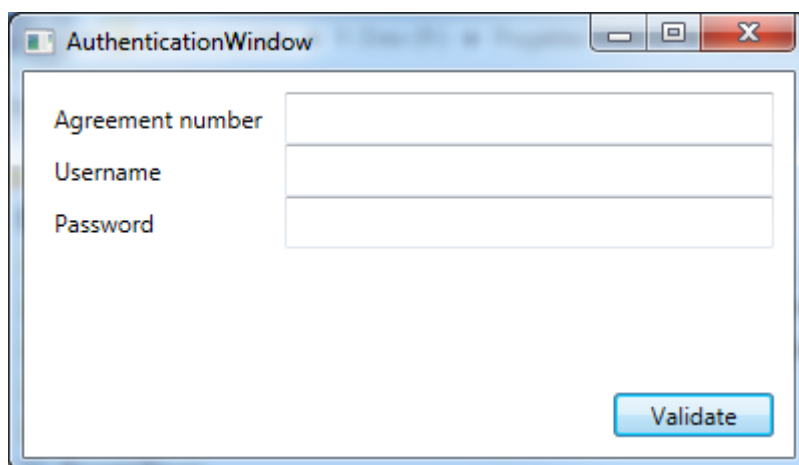 AuthenticationWindow
Agreement number
Username
Password
Validate